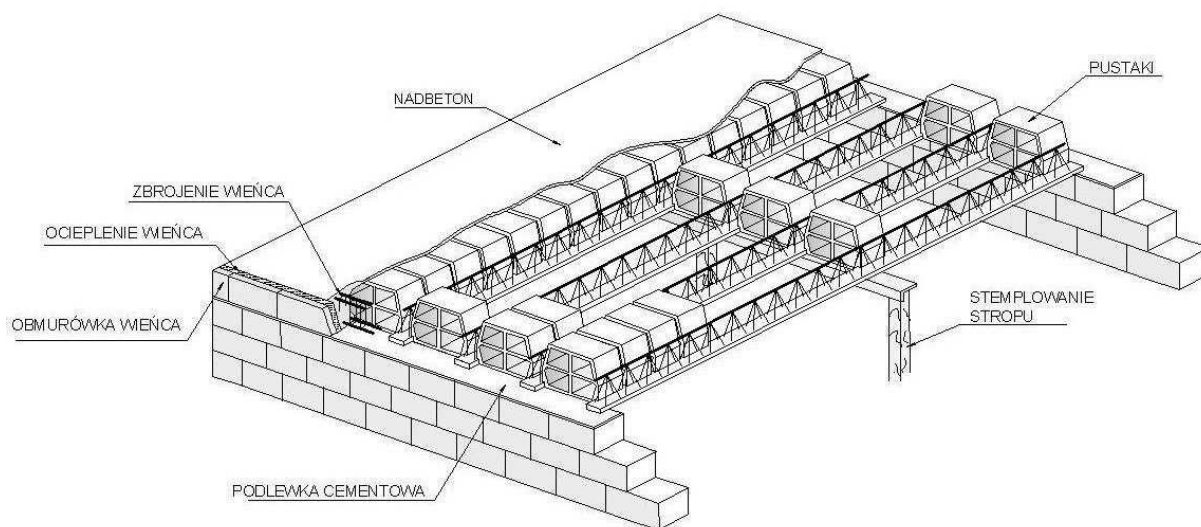 PUSTAKI
NADBETON
ZBROJENIE WIEŃCA
OCIEPLENIE WIEŃCA
OBMURÓWKA WIEŃCA
STEMPLOWANIE
STROPU
PODLEWKA CEMENTOWA